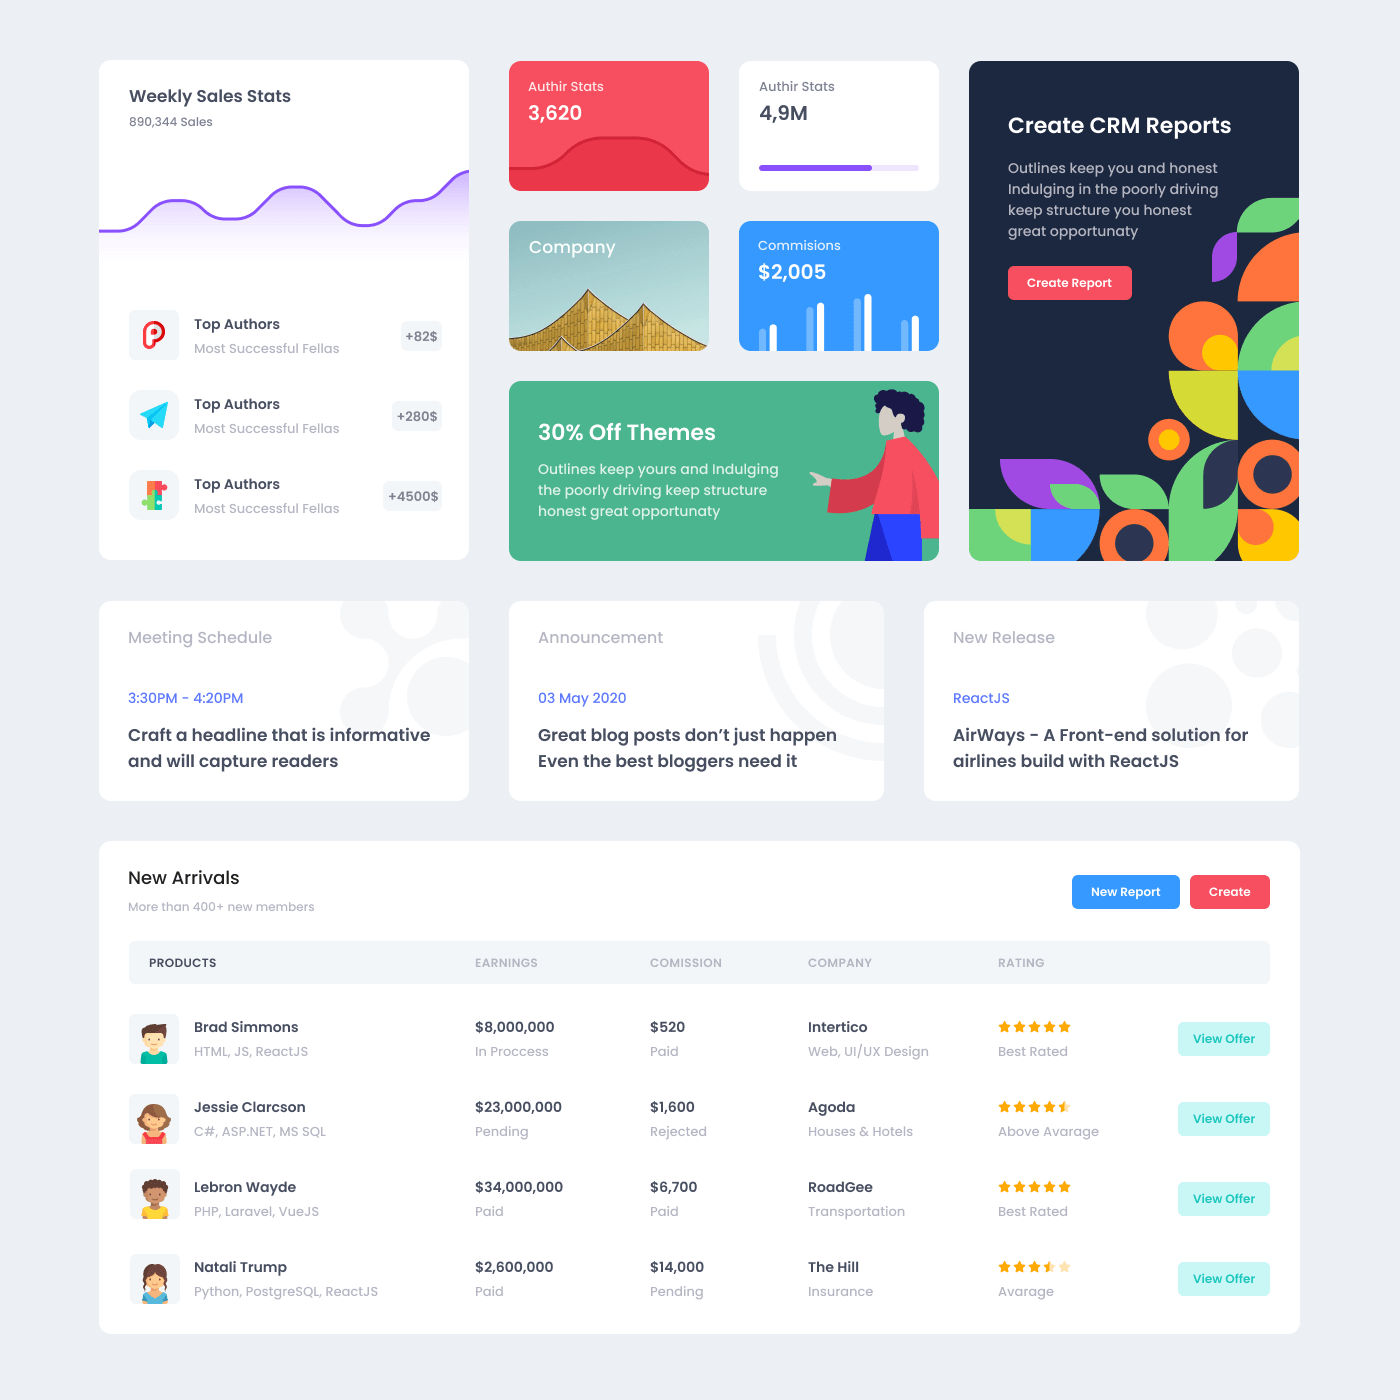 Weekly Sales Stats
890,344 Sales
Top Authors
Most Successful Fellas
+82$
Top Authors
Most Successful Fellas
+280$
Top Authors
Most Successful Fellas
+4500$
Authir Stats
3,620
Authir Stats
4,9M
Company
Commisions
$2,005
30% Off Themes
Outlines keep yours and Indulging
the poorly driving keep structure
honest great opportunaty
Create CRM Reports
Outlines keep you and honest
Indulging in the poorly driving
keep structure you honest
great opportunaty
Create Report
Meeting Schedule
3:30PM - 4:20PM
Craft a headline that is informative
and will capture readers
Announcement
03 May 2020
Great blog posts don’t just happen
Even the best bloggers need it
New Release
ReactJS
AirWays - A Front-end solution for
airlines build with ReactJS
New Arrivals
More than 400+ new members
New Report
Create
PRODUCTS EARNINGS COMISSION COMPANY RATING
Brad Simmons $8,000,000 $520 Intertico
HTML, JS, ReactJS In Proccess Paid Web, UI/UX Design Best Rated
View Offer
Jessie Clarcson $23,000,000 $1,600 Agoda
C#, ASP.NET, MS SQL Pending Rejected Houses & Hotels Above Avarage
View Offer
Lebron Wayde $34,000,000 $6,700 RoadGee
PHP, Laravel, VueJS Paid Paid Transportation Best Rated
View Offer
Natali Trump $2,600,000 $14,000 The Hill
Python, PostgreSQL, ReactJS Paid Pending Insurance Avarage
View Offer